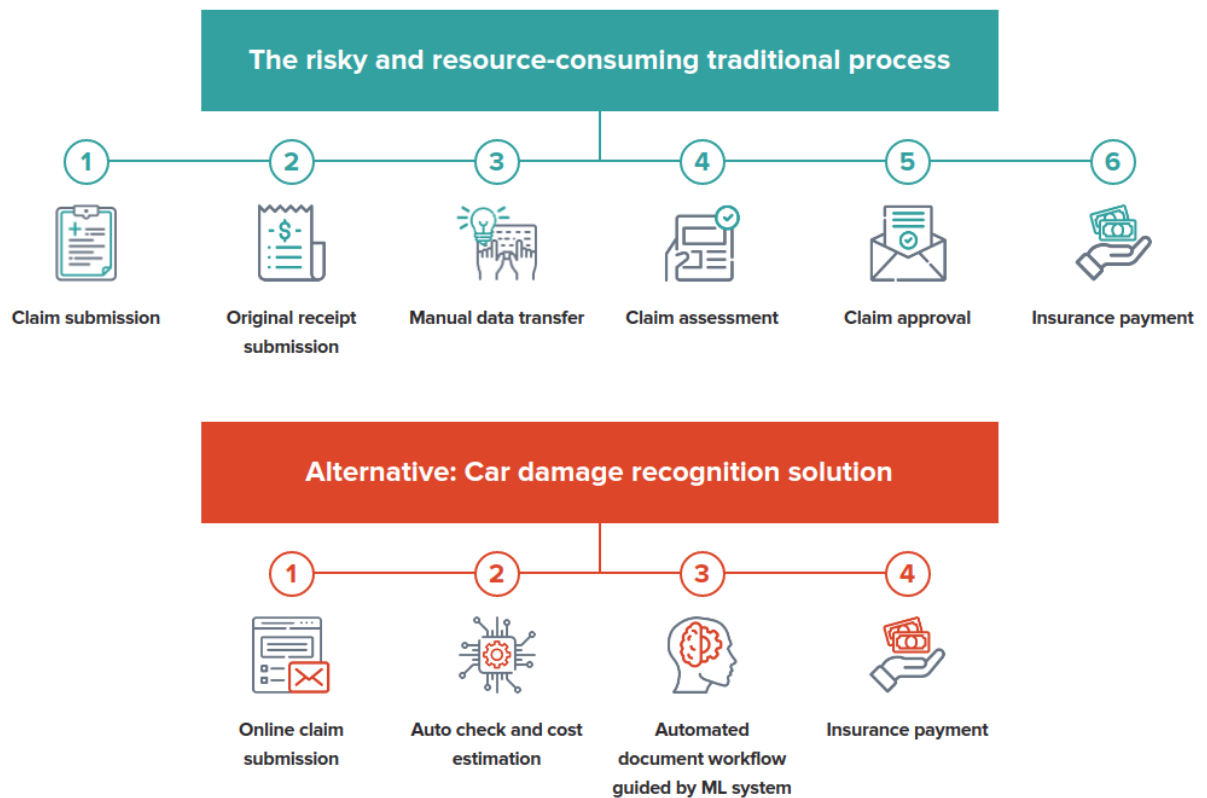 The risky and resource-consuming traditional process
1 2 3 4 5 6
$
Claim submission
Original receipt
submission
Manual data transfer
Claim assessment
Claim approval
Insurance payment
Alternative: Car damage recognition solution
1 2 3 4
Online claim
submission
Auto check and cost
estimation
Automated
document workflow
guided by ML system
Insurance payment